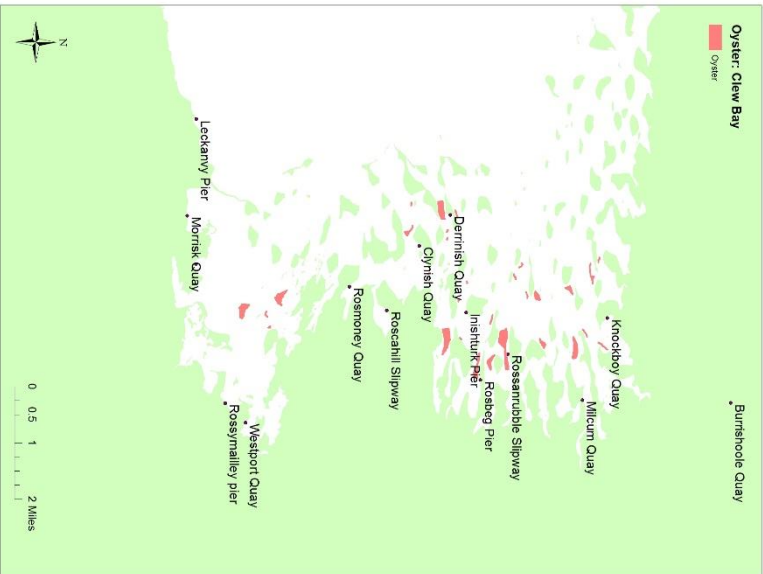 Oyster: Clew Bay
Oyster
Burrishoole Quay
Knockboy Quay
Milcum Quay
Rossanrubble Slipway
Rosbeg Pier
Inishturk Pier
Derrinish Quay
Clynish Quay
Roscahill Slipway
Rosmoney Quay
Westport Quay
Rossymailley pier
Leckanvy Pier
Morrisk Quay
N
0 0.5 1 2 Miles